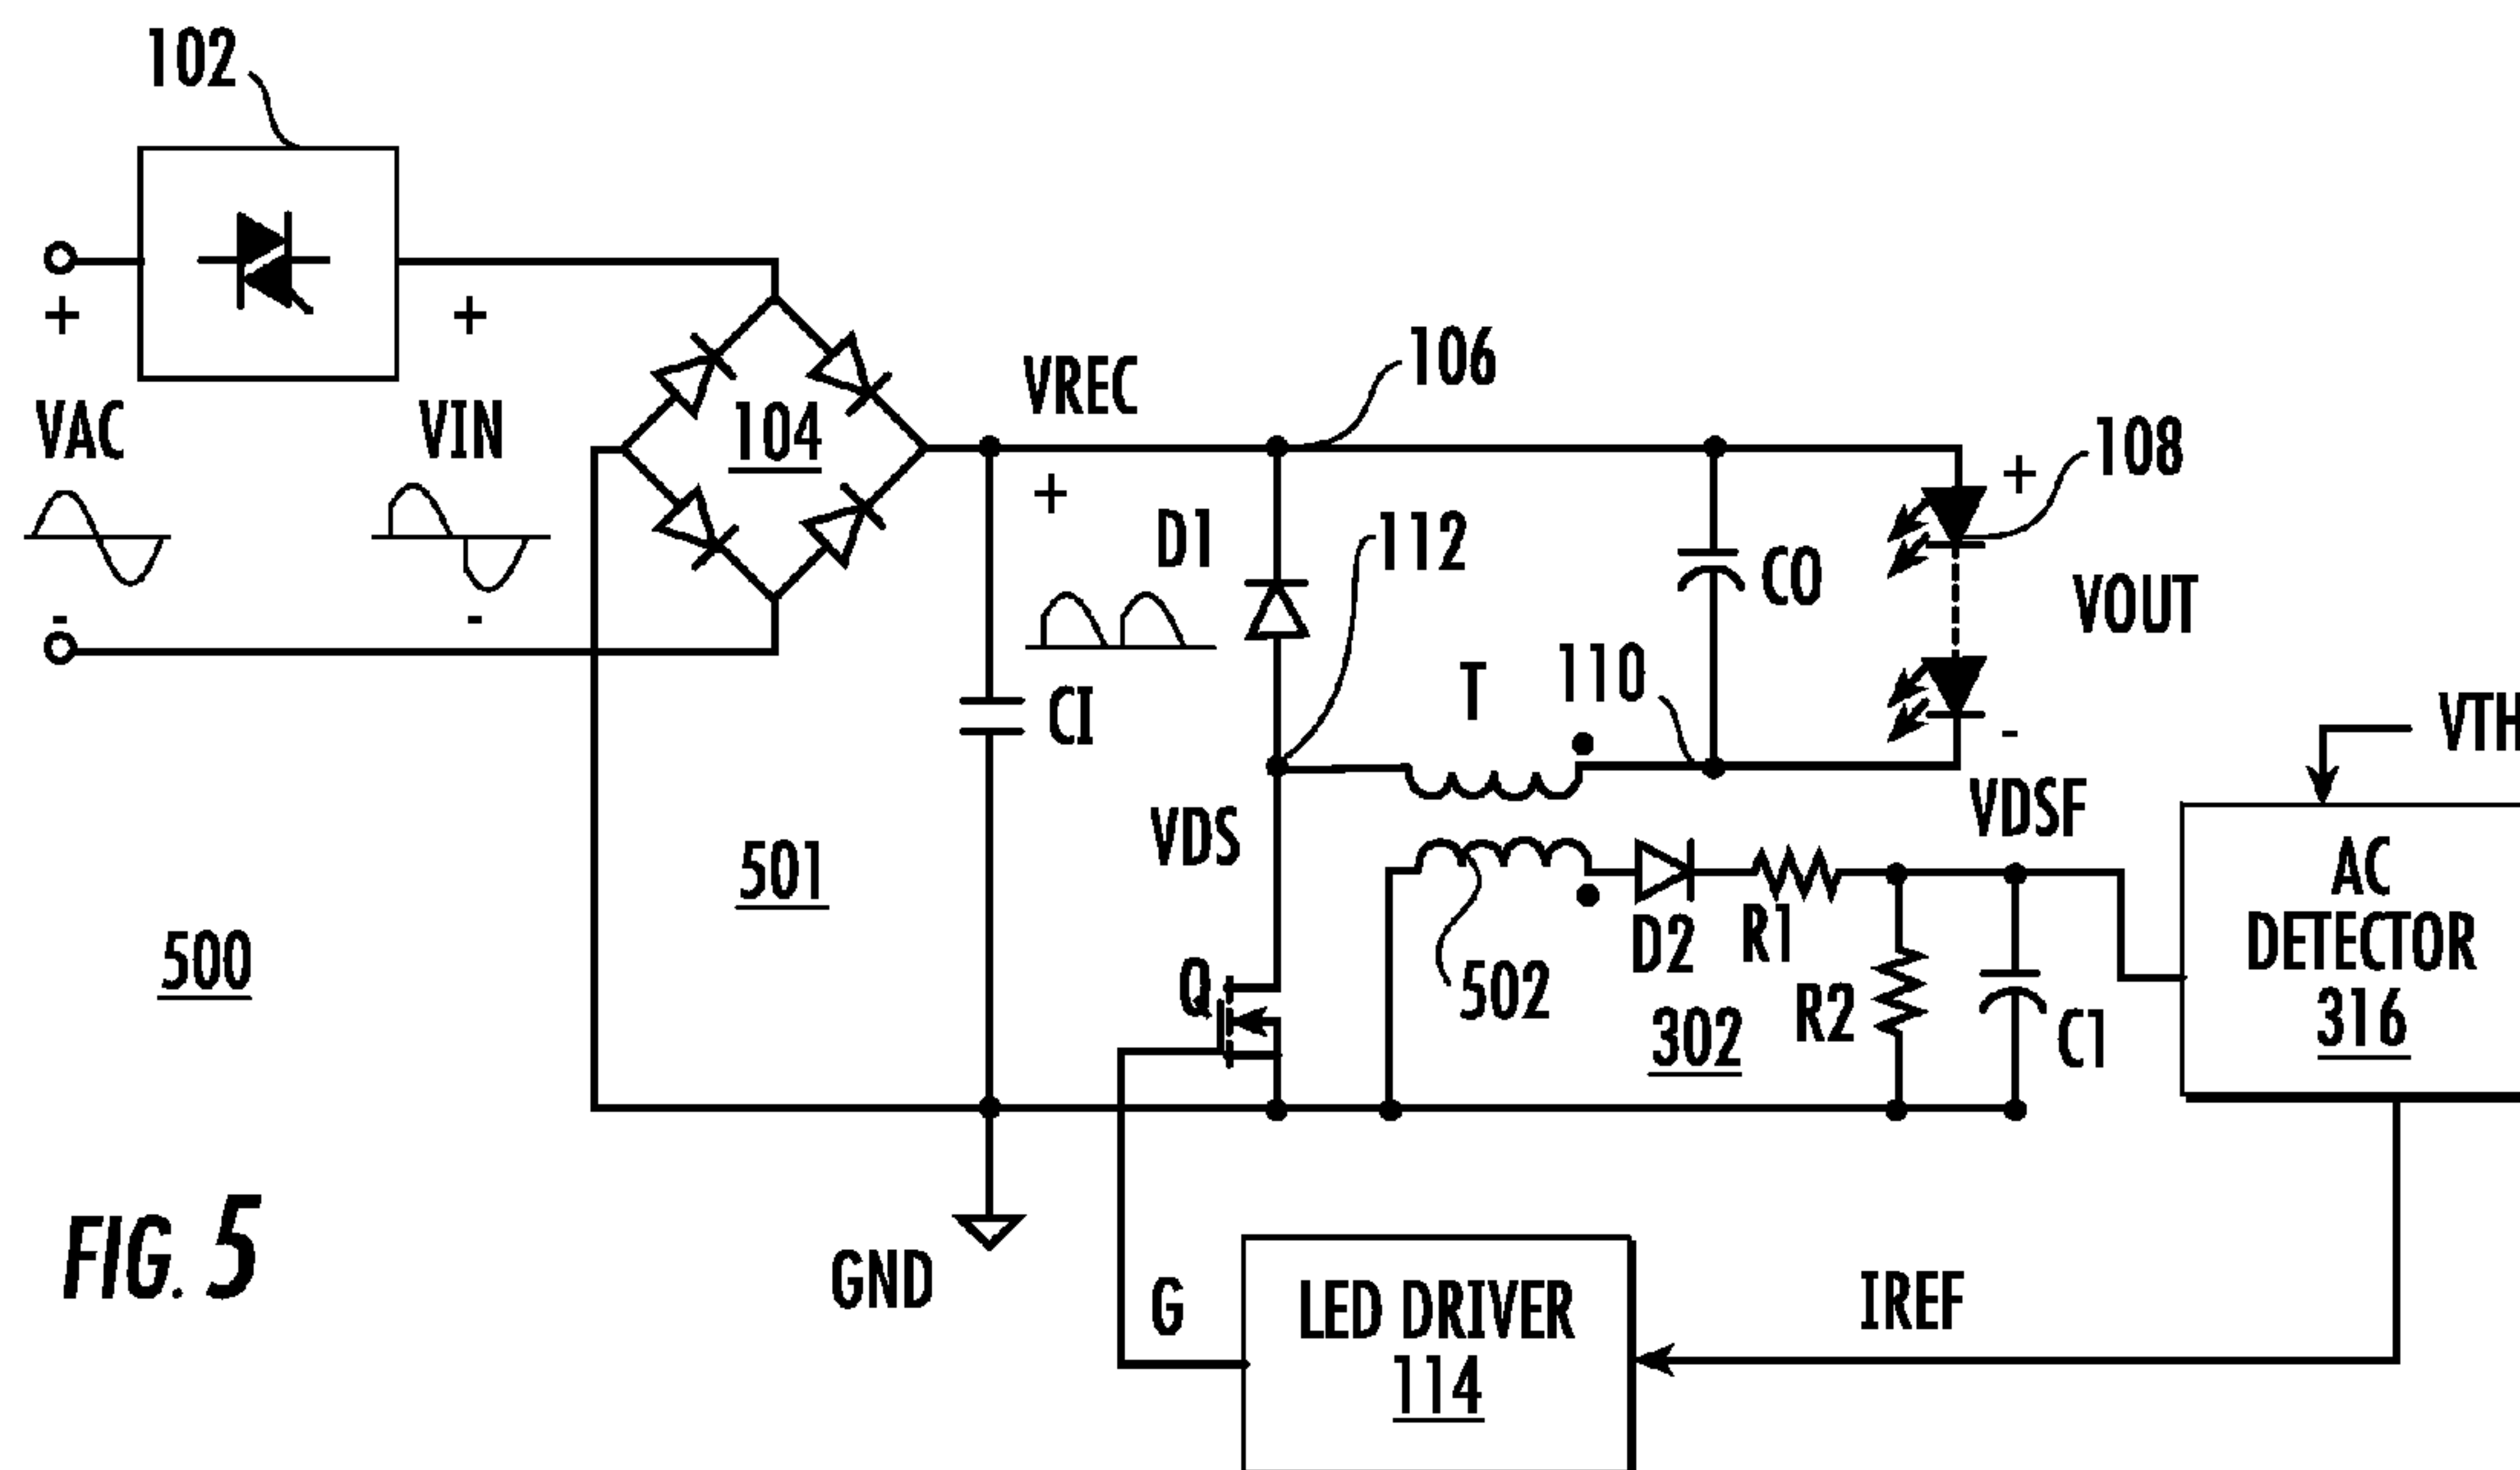 102
+
+
VAC
VIN
-
-
104
VREC
106
+
D1
112
CI
T
110
CO
+
108
VOUT
-
VTH
VDS
VDSF
501
500
Q
502
D2
R1
302
R2
C1
AC
DETECTOR
316
GND
G
LED DRIVER
114
IREF
FIG. 5